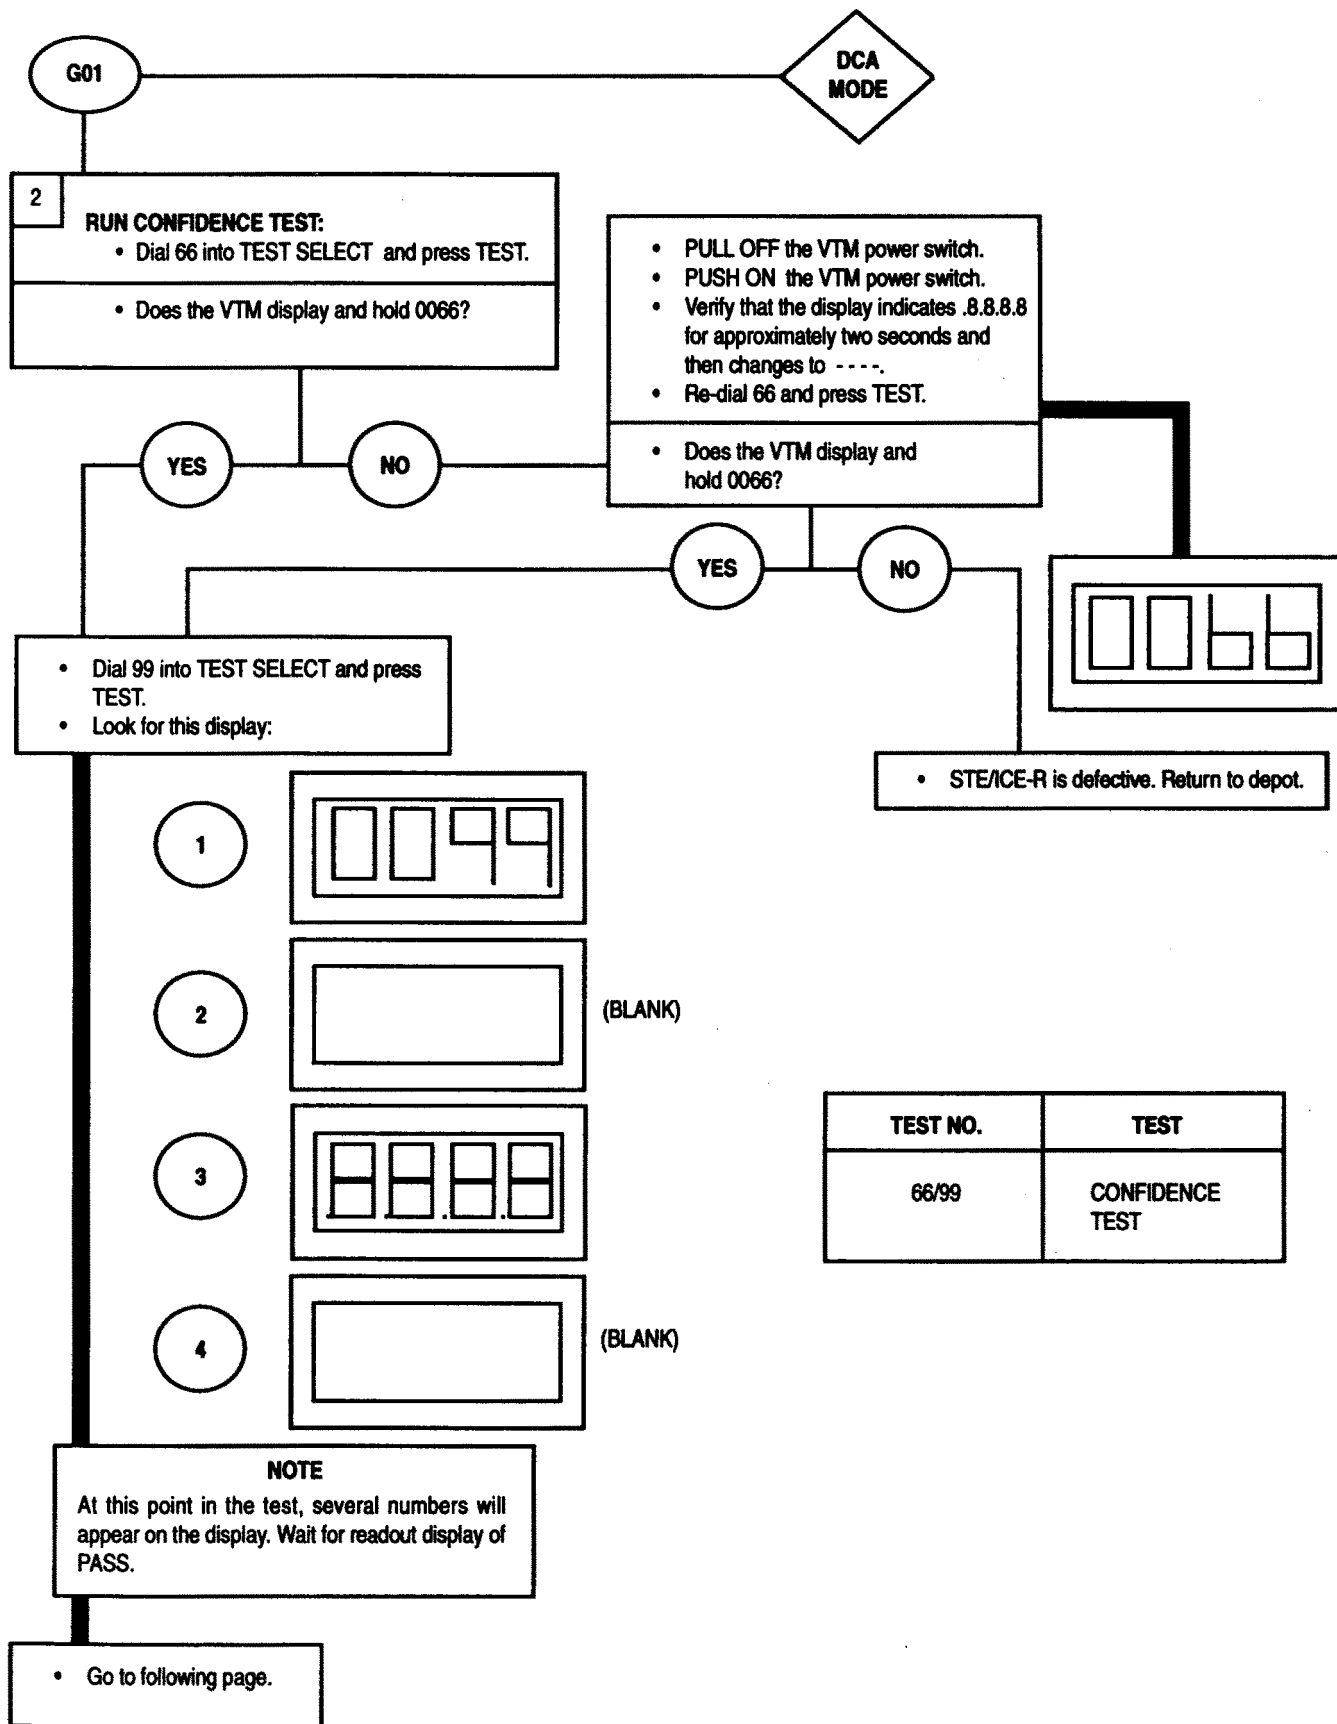 G01
DCA
MODE
2
RUN CONFIDENCE TEST:
• Dial 66 into TEST SELECT and press TEST.
• Does the VTM display and hold 0066?
• PULL OFF the VTM power switch.
• PUSH ON the VTM power switch.
• Verify that the display indicates .8.8.8.8
for approximately two seconds and
then changes to - - - -.
• Re-dial 66 and press TEST.
• Does the VTM display and
hold 0066?
YES
NO
YES
NO
0066
• Dial 99 into TEST SELECT and press
TEST.
• Look for this display:
• STE/ICE-R is defective. Return to depot.
1
0099
2
(BLANK)
3
.8.8.8.8
4
(BLANK)
TEST NO.
TEST
66/99
CONFIDENCE
TEST
NOTE
At this point in the test, several numbers will
appear on the display. Wait for readout display of
PASS.
• Go to following page.